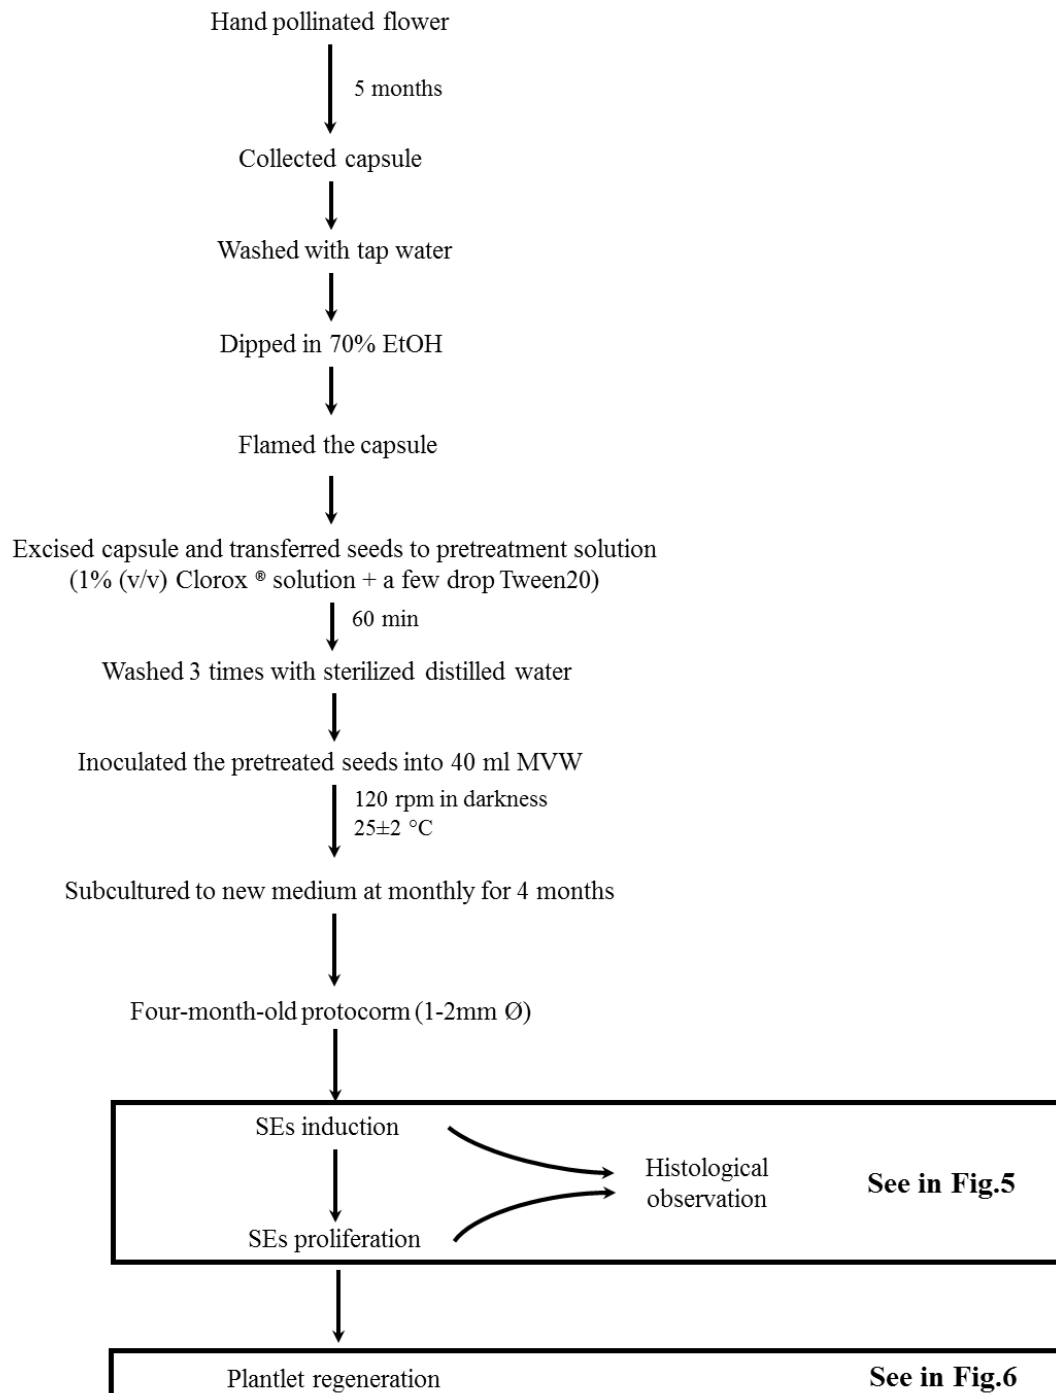 Hand pollinated flower
5 months
Collected capsule
Washed with tap water
Dipped in 70% EtOH
Flamed the capsule
Excised capsule and transferred seeds to pretreatment solution
(1% (v/v) Clorox ® solution + a few drop Tween20)
60 min
Washed 3 times with sterilized distilled water
Inoculated the pretreated seeds into 40 ml MVW
120 rpm in darkness
25±2 °C
Subcultured to new medium at monthly for 4 months
Four-month-old protocorm (1-2mm Ø)
SEs induction
Histological
observation
See in Fig.5
SEs proliferation
Plantlet regeneration
See in Fig.6